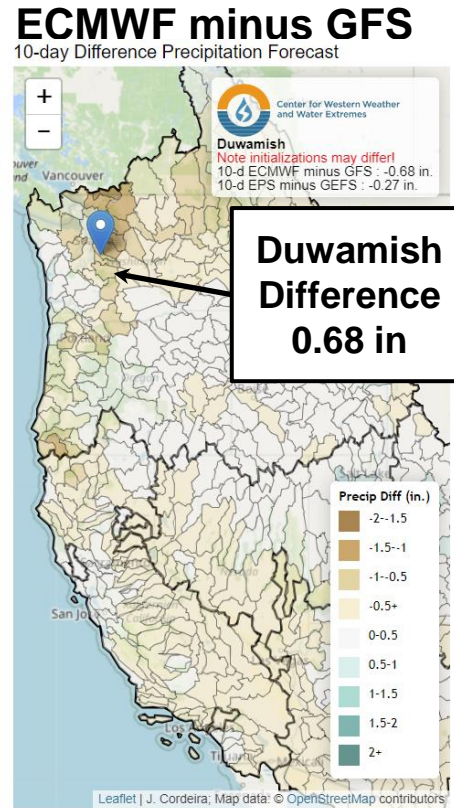 ECMWF minus GFS
10-day Difference Precipitation Forecast
+
−
Center for Western Weather
and Water Extremes
Duwamish
Note initializations may differ!
10-d ECMWF minus GFS : -0.68 in.
10-d EPS minus GEFS : -0.27 in.
Vancouver
Duwamish
Difference
0.68 in
Precip Diff (in.)
-2--1.5
-1.5--1
-1--0.5
-0.5+
0-0.5
0.5-1
1-1.5
1.5-2
2+
San José
Leaflet | J. Cordeira; Map data: © OpenStreetMap contributors